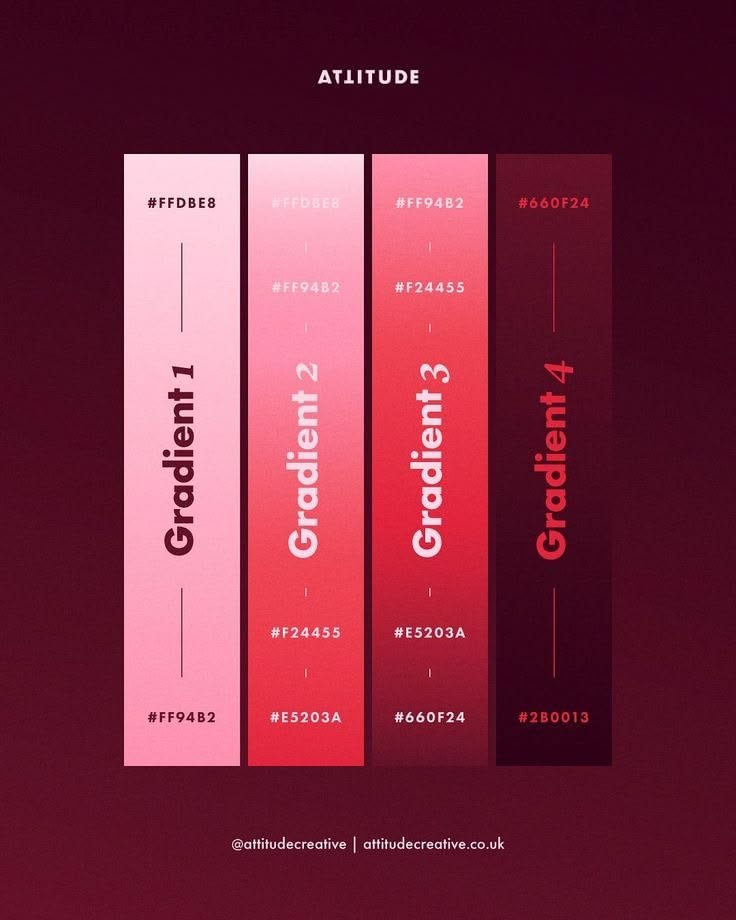 ATTITUDE
#FFDBE8
Gradient 1
#FF94B2
#FFDBE8
#FF94B2
Gradient 2
#F24455
#E5203A
#FF94B2
#F24455
Gradient 3
#E5203A
#660F24
#660F24
Gradient 4
#2B0013
@attitudecreative | attitudecreative.co.uk